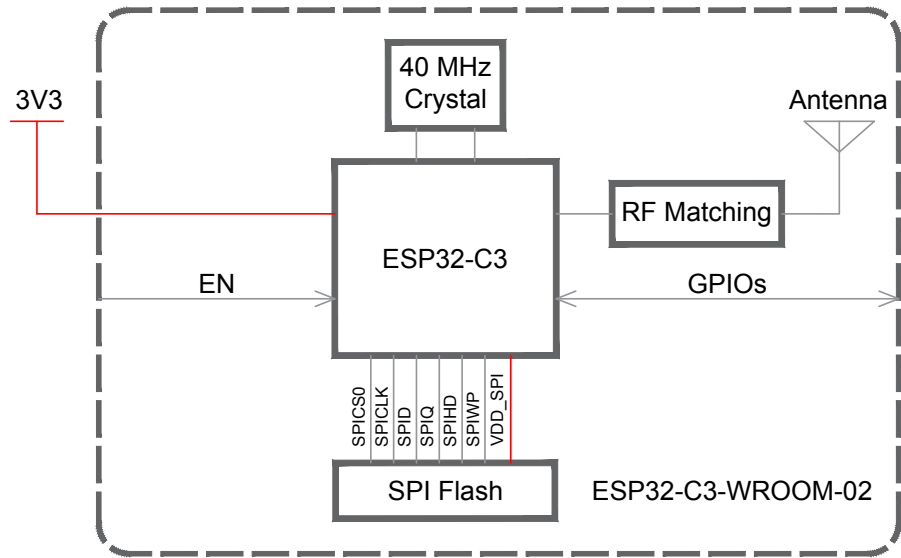 40 MHz
Crystal
3V3
Antenna
RF Matching
ESP32-C3
EN
GPIOs
SPICS0
SPICLK
SPID
SPIQ
SPIHD
SPIWP
VDD_SPI
SPI Flash
ESP32-C3-WROOM-02